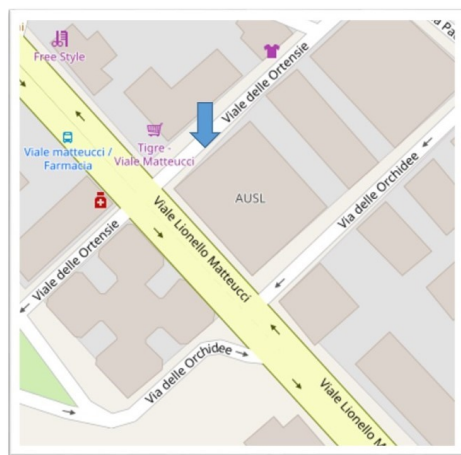 Free Style
Viale delle Ortensie
Viale matteucci /
Farmacia
Tigre -
Viale Matteucci
AUSL
Via delle Orchidee
Viale Lionello Matteucci
Viale delle Ortensie
Via delle Orchidee
Viale Lionello M